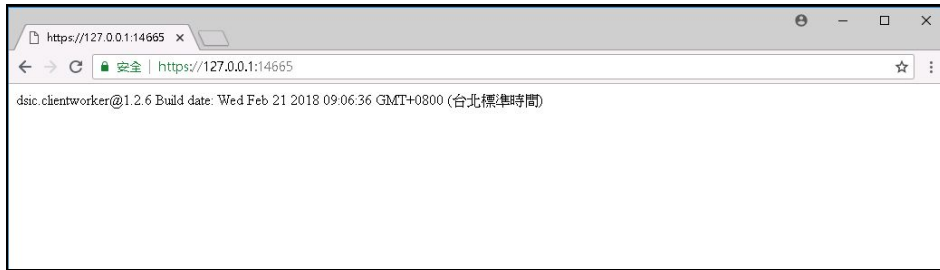 https://127.0.0.1:14665
安全 | https://127.0.0.1:14665
dsic.clientworker@1.2.6 Build date: Wed Feb 21 2018 09:06:36 GMT+0800 (台北標準時間)